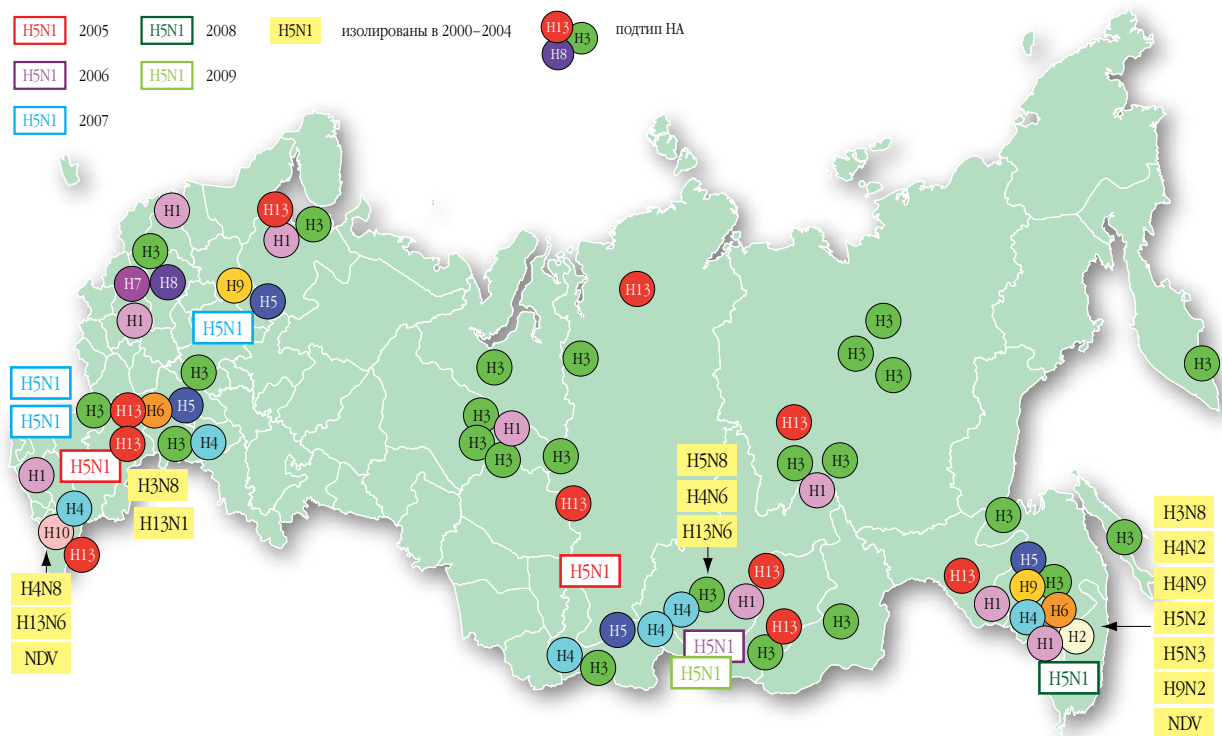 H5N1 2005
H5N1 2008
H5N1 изолированы в 2000–2004
H13 H3 H8 подтип НА
H5N1 2006
H5N1 2009
H5N1 2007
H1
H13
H3
H1
H3
H7
H8
H9
H5
H1
H5N1
H13
H3
H3
H3
H3
H3
H3
H3
H5N1
H3
H3
H13
H6
H5
H5N1
H13
H3
H4
H5N1
H1
H3N8
H13N1
H4
H10
H13
H4N8
H13N6
NDV
H3
H1
H3
H3
H3
H13
H13
H3
H3
H1
H5N8
H4N6
H13N6
H5N1
H3
H13
H1
H4
H4
H5
H4
H3
H5N1
H5N1
H13
H3
H3
H3
H3
H13
H1
H5
H9
H3
H4
H6
H1
H2
H5N1
H3N8
H4N2
H4N9
H5N2
H5N3
H9N2
NDV